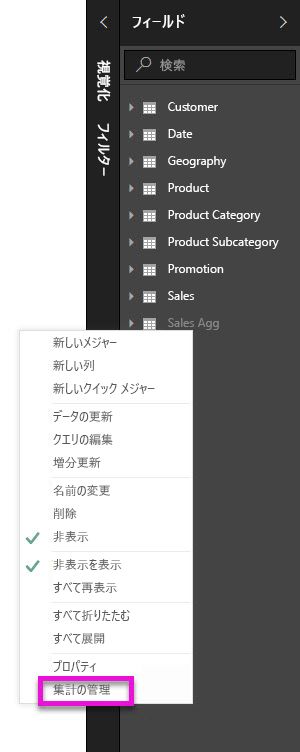 フィールド
検索
視覚化
フィルター
Customer
Date
Geography
Product
Product Category
Product Subcategory
Promotion
Sales
Sales Agg
新しいメジャー
新しい列
新しいクイック メジャー
データの更新
クエリの編集
増分更新
名前の変更
削除
非表示
非表示を表示
すべて再表示
すべて折りたたむ
すべて展開
プロパティ
集計の管理